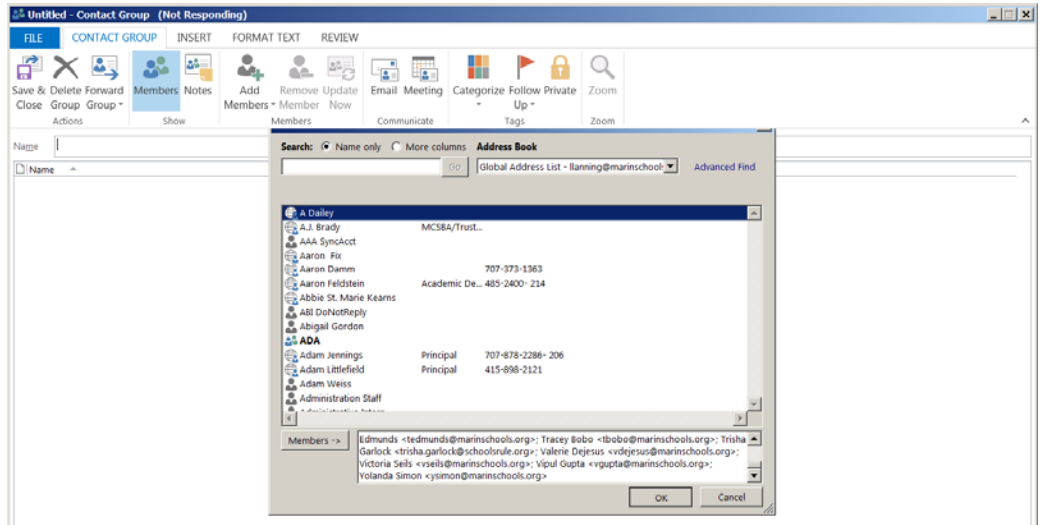 Untitled - Contact Group (Not Responding)
FILE CONTACT GROUP INSERT FORMAT TEXT REVIEW
Save & Delete Forward Members Notes Add Remove Update Email Meeting Categorize Follow Private Zoom
Close Group Group Members Member Now Up
Actions Show Members Communicate Tags Zoom
Name
Name
Search: Name only More columns Address Book
Go Global Address List - llanning@marinschool Advanced Find
A Dailey
A.J. Brady MCSBA/Trust...
AAA SyncAcct
Aaron Fix
Aaron Damm 707-373-1363
Aaron Feldstein Academic De... 485-2400- 214
Abbie St. Marie Kearns
ABI DoNotReply
Abigail Gordon
ADA
Adam Jennings Principal 707-878-2286- 206
Adam Littlefield Principal 415-898-2121
Adam Weiss
Administration Staff
Members -> Edmunds <tedmunds@marinschools.org>; Tracey Bobo <tbobo@marinschools.org>; Trisha
Garlock <trisha.garlock@schoolsrule.org>; Valerie Dejesus <vdejesus@marinschools.org>;
Victoria Seils <vseils@marinschools.org>; Vipul Gupta <vgupta@marinschools.org>;
Yolanda Simon <ysimon@marinschools.org>
OK Cancel